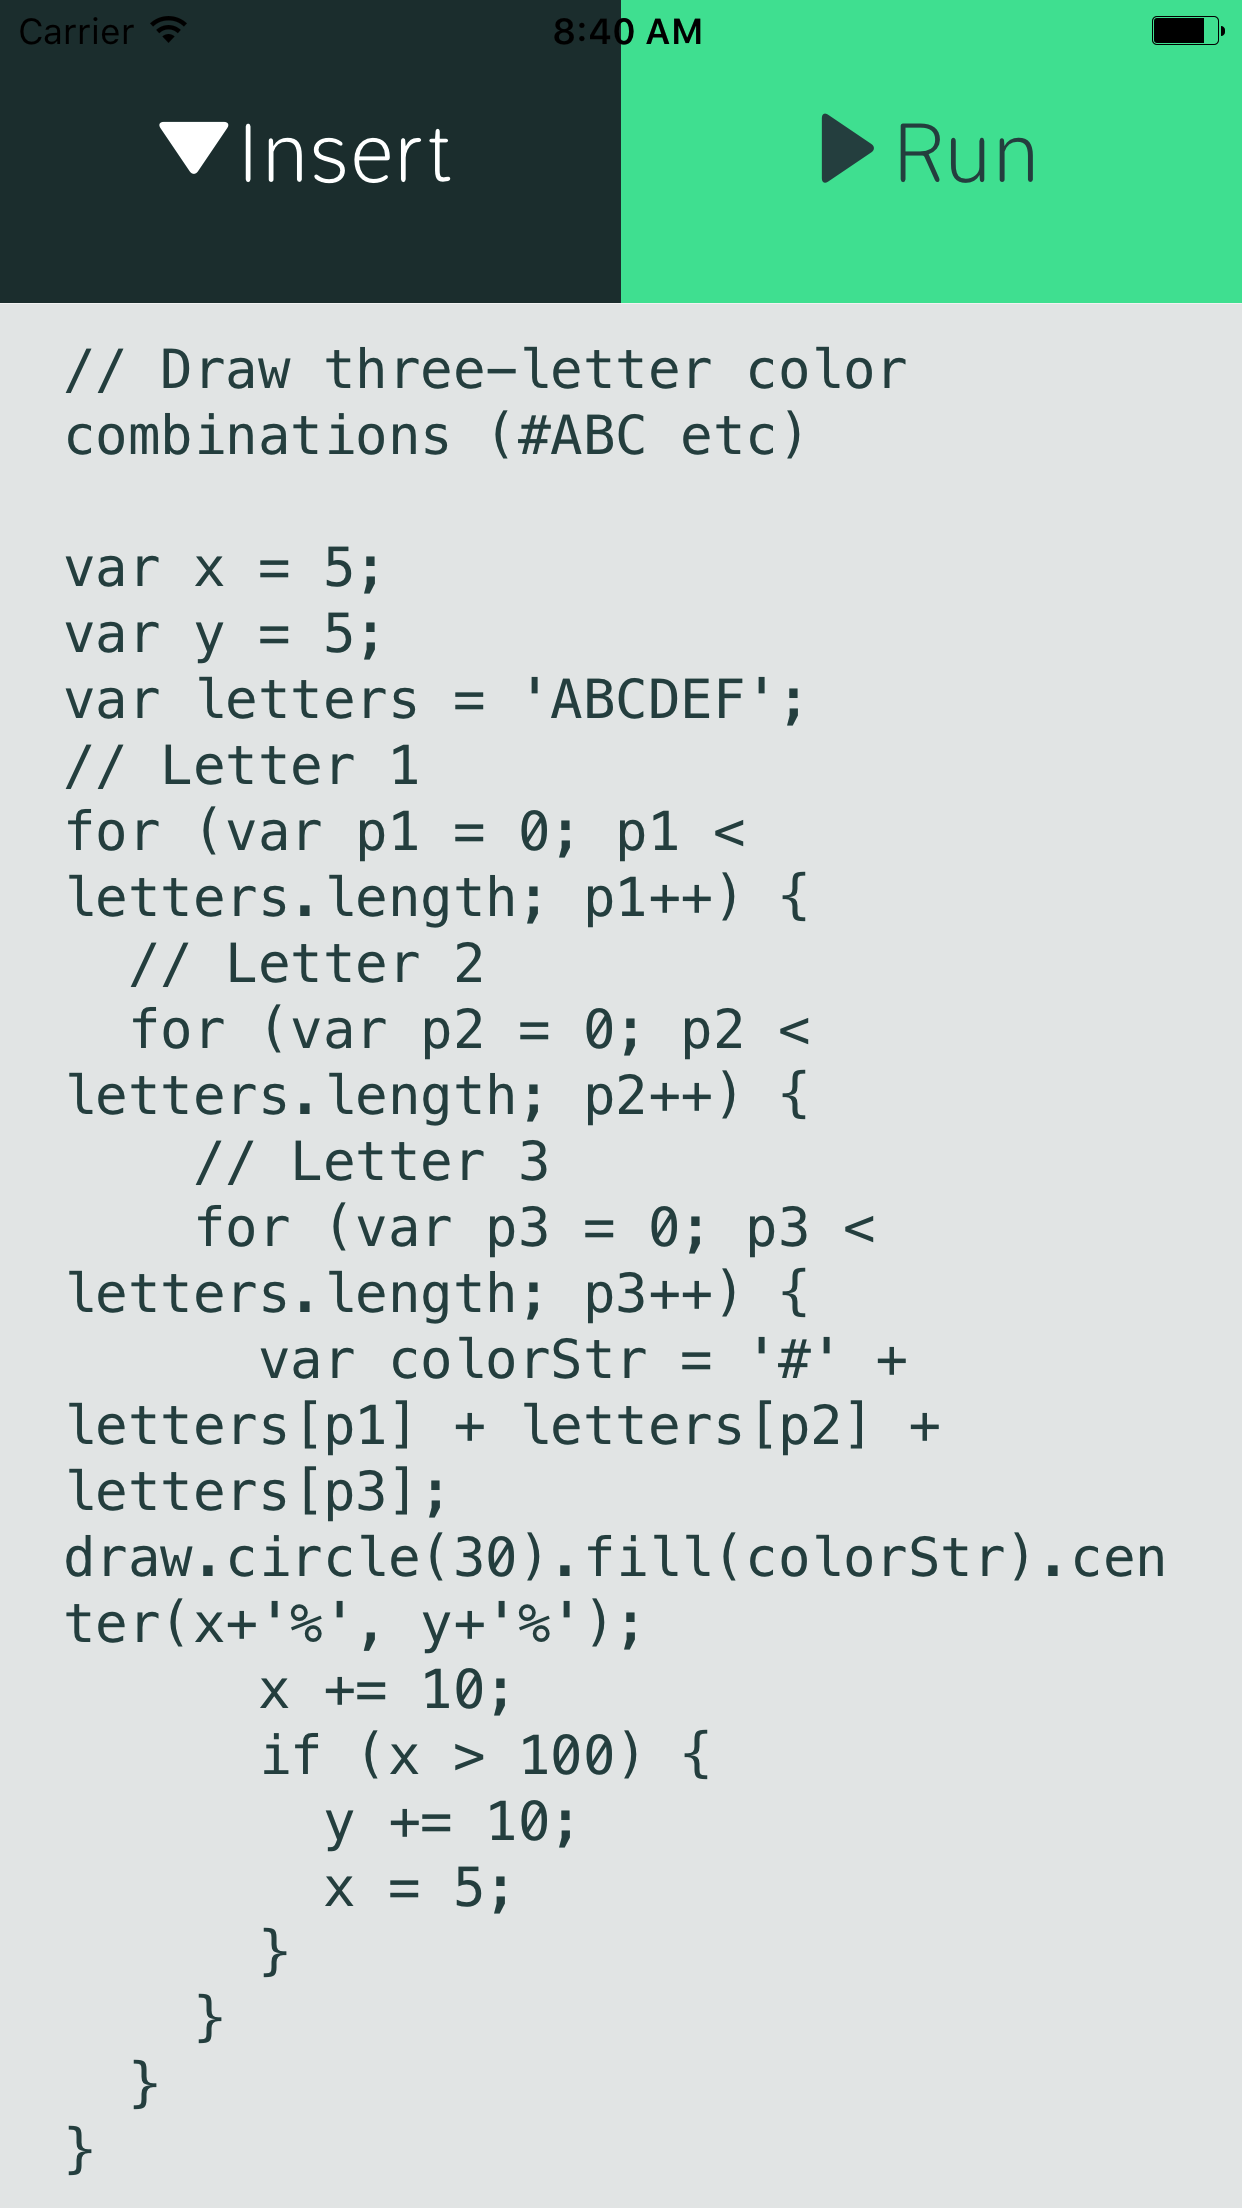 Carrier 8:40 AM
Insert
Run
// Draw three-letter color
combinations (#ABC etc)
var x = 5;
var y = 5;
var letters = 'ABCDEF';
// Letter 1
for (var p1 = 0; p1 <
letters.length; p1++) {
  // Letter 2
  for (var p2 = 0; p2 <
letters.length; p2++) {
    // Letter 3
    for (var p3 = 0; p3 <
letters.length; p3++) {
      var colorStr = '#' +
letters[p1] + letters[p2] +
letters[p3];
draw.circle(30).fill(colorStr).cen
ter(x+'%', y+'%');
      x += 10;
      if (x > 100) {
        y += 10;
        x = 5;
      }
    }
  }
}